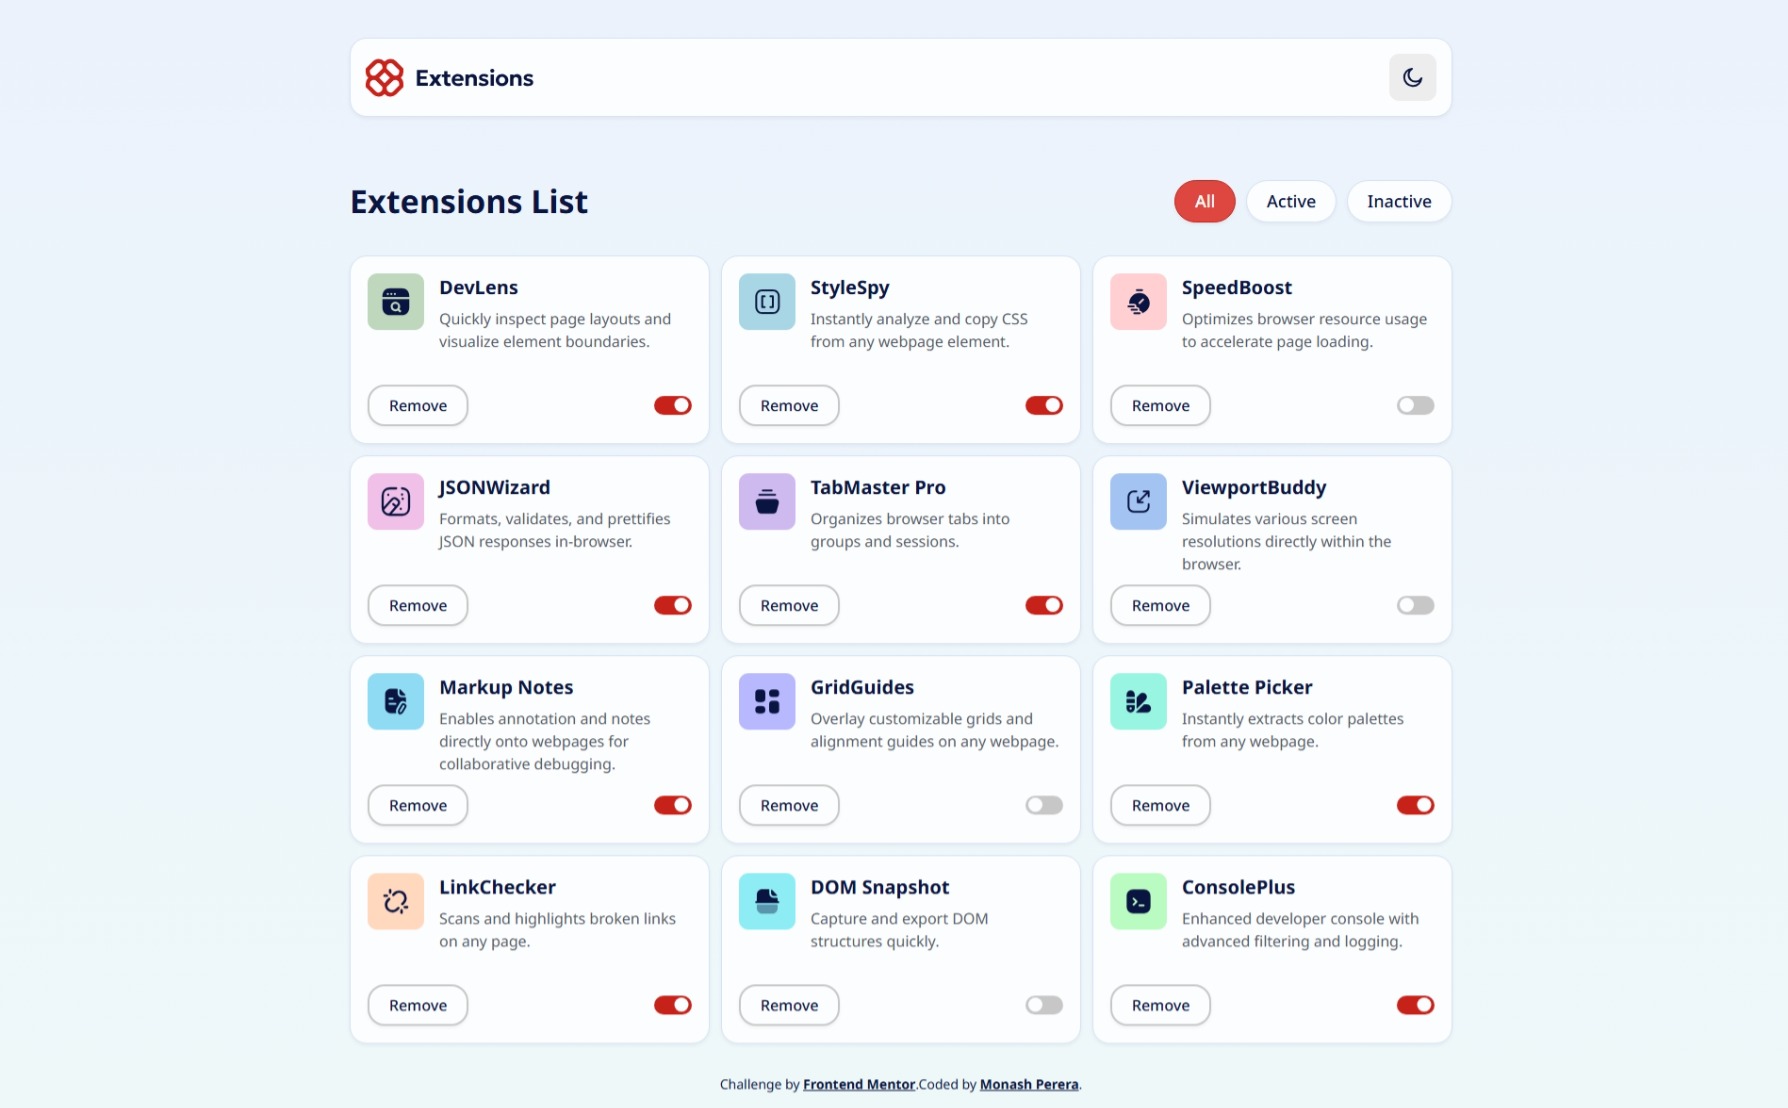 Extensions
Extensions List
All Active Inactive
DevLens
Quickly inspect page layouts and
visualize element boundaries.
Remove
StyleSpy
Instantly analyze and copy CSS
from any webpage element.
Remove
SpeedBoost
Optimizes browser resource usage
to accelerate page loading.
Remove
JSONWizard
Formats, validates, and prettifies
JSON responses in-browser.
Remove
TabMaster Pro
Organizes browser tabs into
groups and sessions.
Remove
ViewportBuddy
Simulates various screen
resolutions directly within the
browser.
Remove
Markup Notes
Enables annotation and notes
directly onto webpages for
collaborative debugging.
Remove
GridGuides
Overlay customizable grids and
alignment guides on any webpage.
Remove
Palette Picker
Instantly extracts color palettes
from any webpage.
Remove
LinkChecker
Scans and highlights broken links
on any page.
Remove
DOM Snapshot
Capture and export DOM
structures quickly.
Remove
ConsolePlus
Enhanced developer console with
advanced filtering and logging.
Remove
Challenge by Frontend Mentor.Coded by Monash Perera.